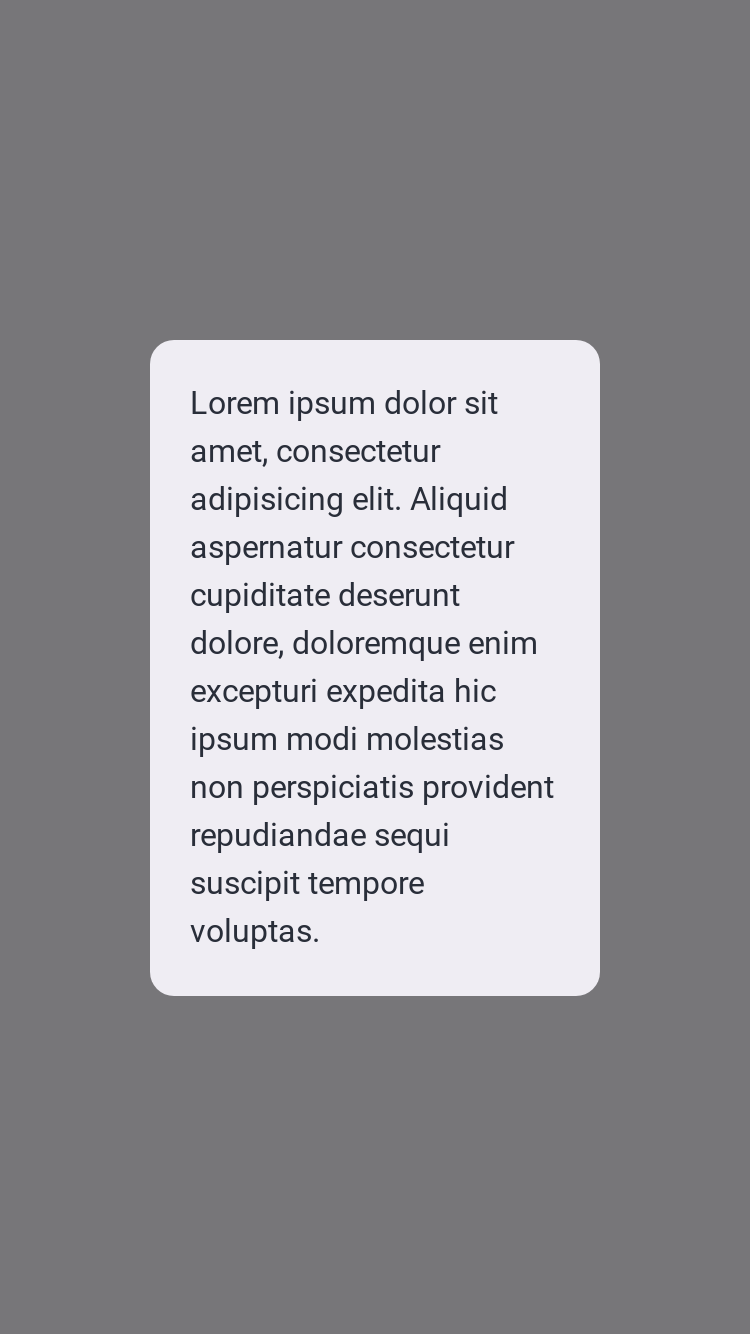 Lorem ipsum dolor sit
amet, consectetur
adipisicing elit. Aliquid
aspernatur consectetur
cupiditate deserunt
dolore, doloremque enim
excepturi expedita hic
ipsum modi molestias
non perspiciatis provident
repudiandae sequi
suscipit tempore
voluptas.